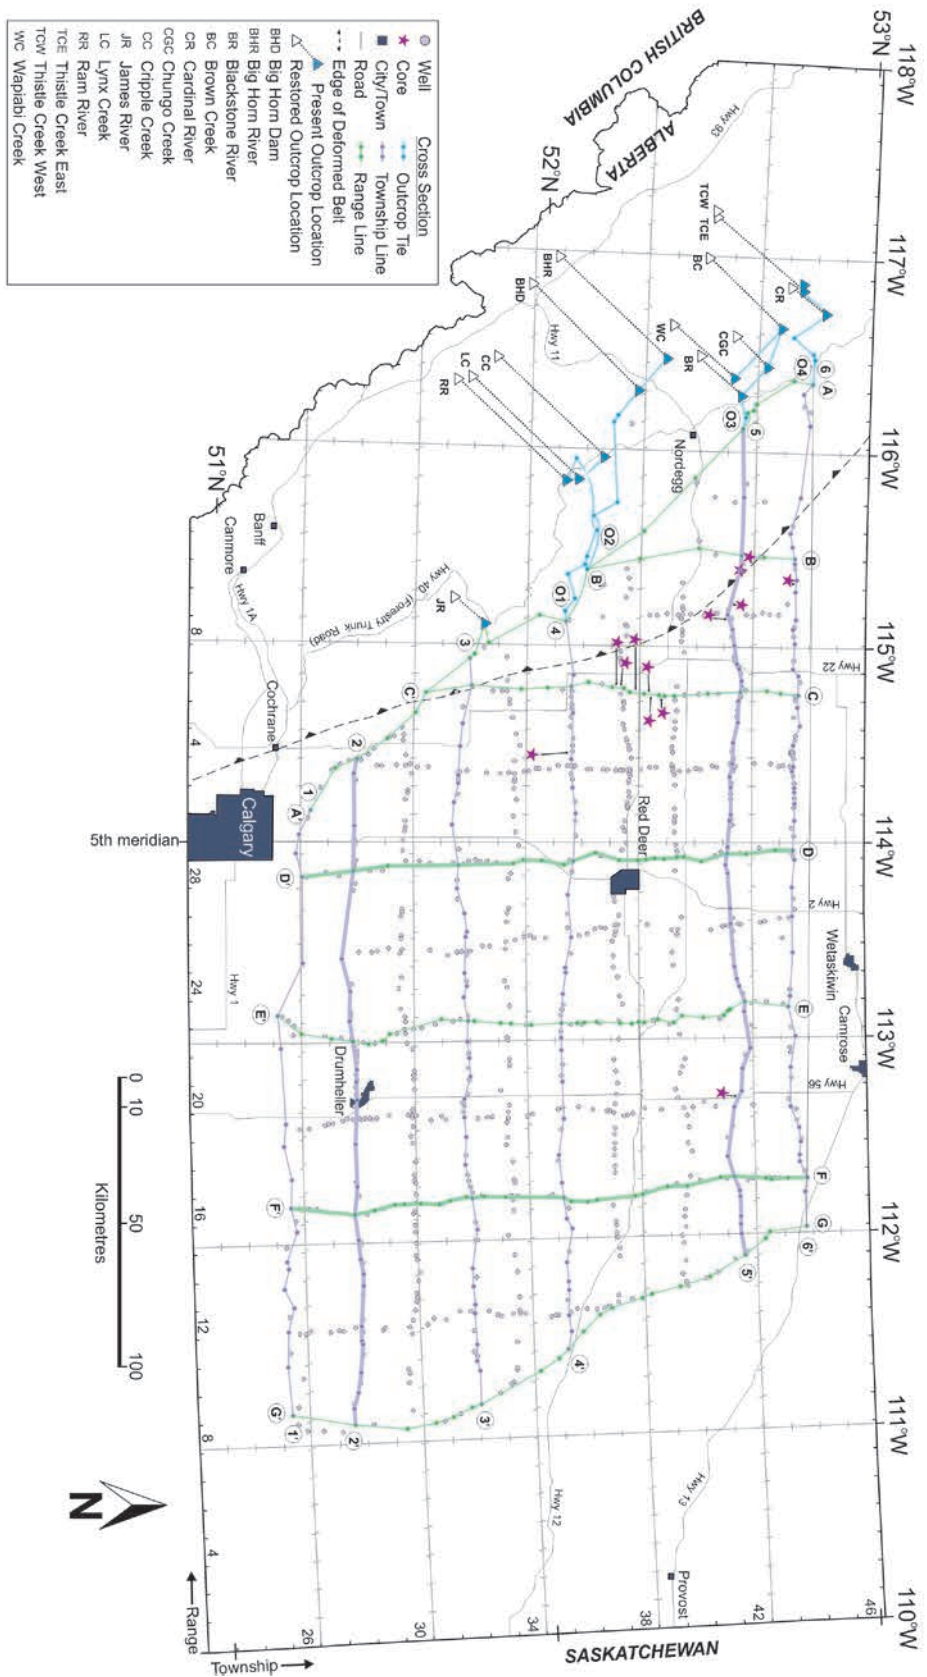 118°W
117°W
116°W
115°W
114°W
113°W
112°W
111°W
110°W
53°N
52°N
51°N
BRITISH COLUMBIA
ALBERTA
SASKATCHEWAN
Hwy 93
TCW TCE
BC
CR
BHR
BHD
WC
CGC
BR
CC
LC
RR
JR
Hwy 11
Nordegg
O4
6
A
O3
5
O2
B
B'
O1
4
3
C
C'
2
1
A'
D
D'
E
E'
F
F'
G
G'
6'
5'
4'
3'
2'
1'
Banff
Canmore
Hwy 1A
Hwy 40 (Forestry Trunk Road)
Cochrane
Calgary
5th meridian
Red Deer
Hwy 22
Hwy 2
Wetaskiwin
Camrose
Hwy 56
Hwy 1
Drumheller
Hwy 12
Hwy 13
Provost
8
4
28
24
20
16
12
8
4
26
30
34
38
42
46
Range
Township
0
10
50
100
Kilometres
N
Well
Core
City/Town
Road
Cross Section
Outcrop Tie
Township Line
Range Line
Edge of Deformed Belt
Present Outcrop Location
Restored Outcrop Location
BHD Big Horn Dam
BHR Big Horn River
BR Blackstone River
BC Brown Creek
CR Cardinal River
CGC Chungo Creek
CC Cripple Creek
JR James River
LC Lynx Creek
RR Ram River
TCE Thistle Creek East
TCW Thistle Creek West
WC Wapiabi Creek